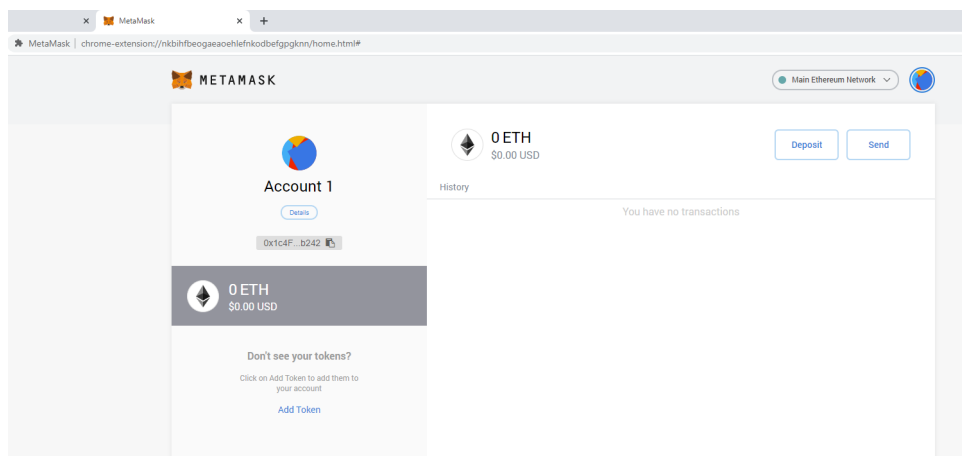 MetaMask
MetaMask | chrome-extension://nkbihfbeogaeaoehlefnkodbefgpgknn/home.html#
METAMASK
Main Ethereum Network
Account 1
Details
0x1c4F...b242
0 ETH
$0.00 USD
Don't see your tokens?
Click on Add Token to add them to
your account
Add Token
0 ETH
$0.00 USD
Deposit
Send
History
You have no transactions